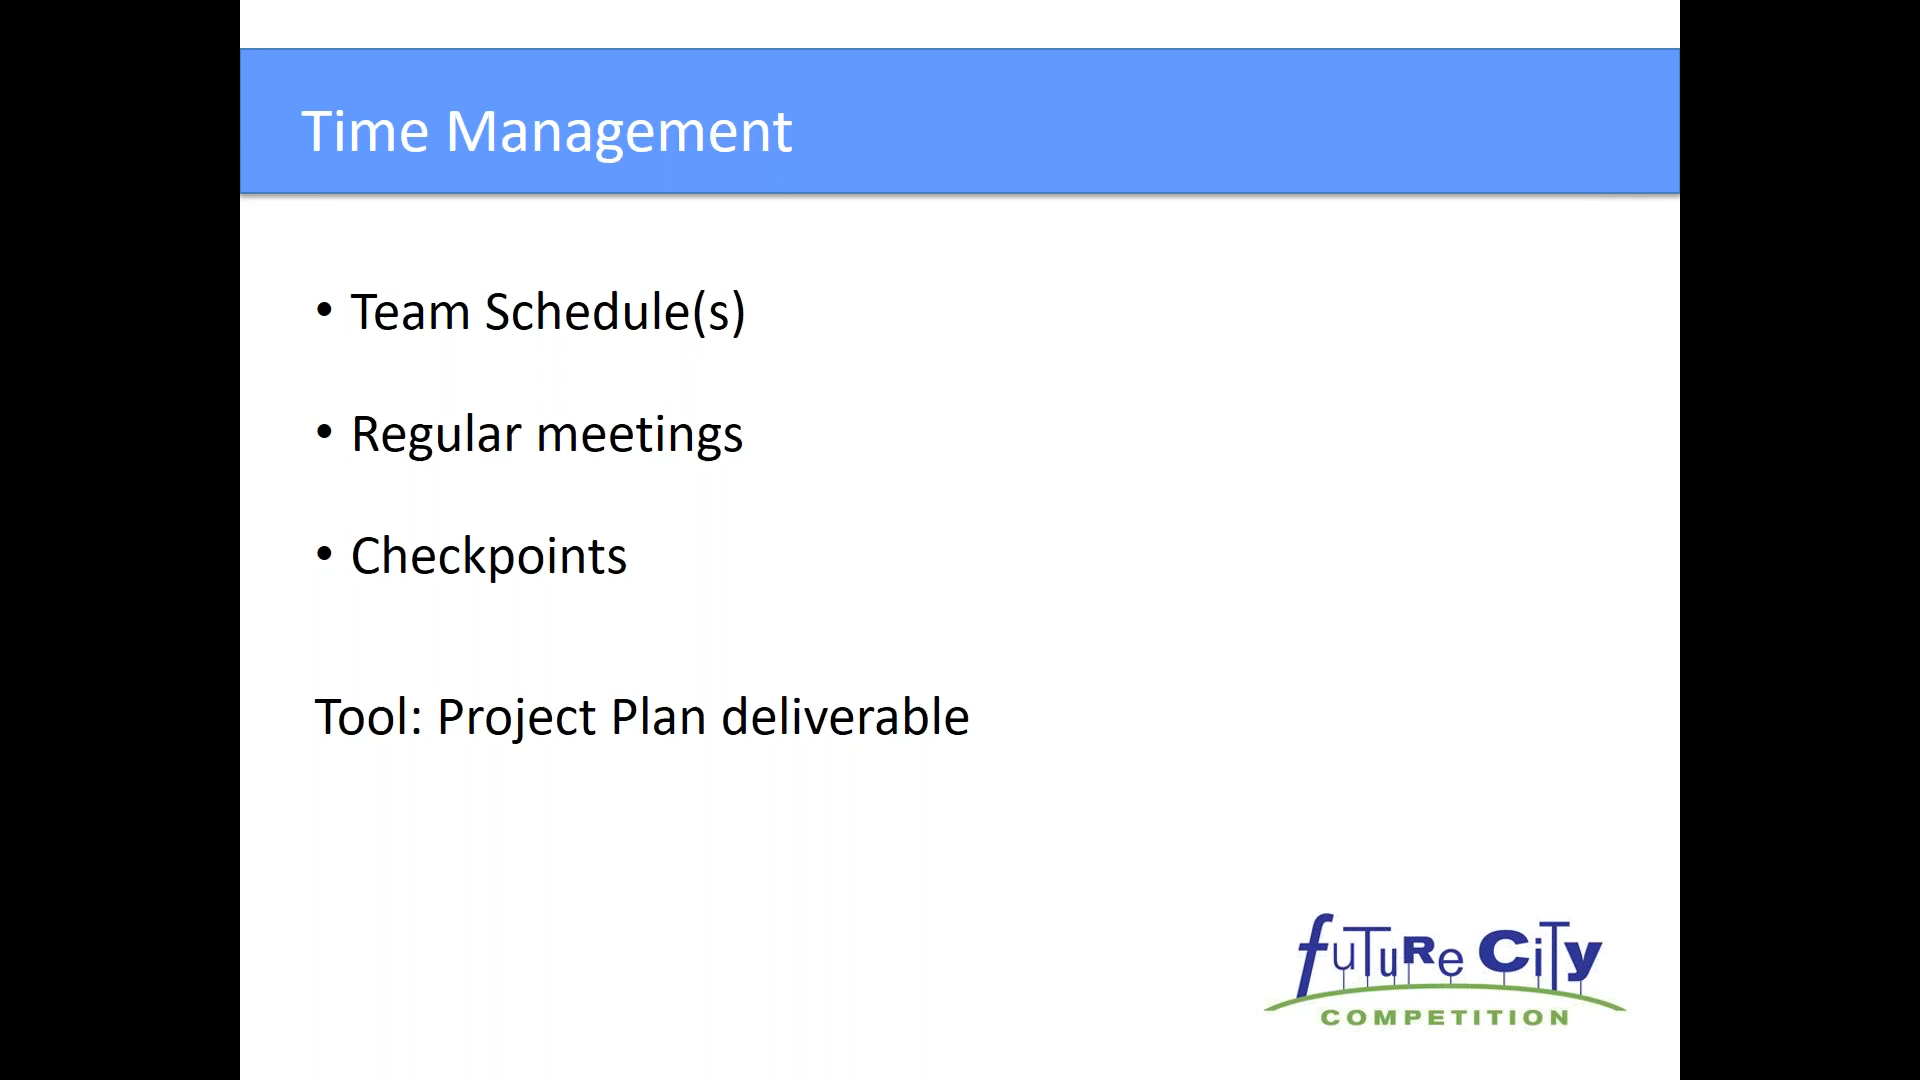 Time Management
• Team Schedule(s)
• Regular meetings
• Checkpoints
Tool: Project Plan deliverable
fuTuRe CiTy
COMPETITION